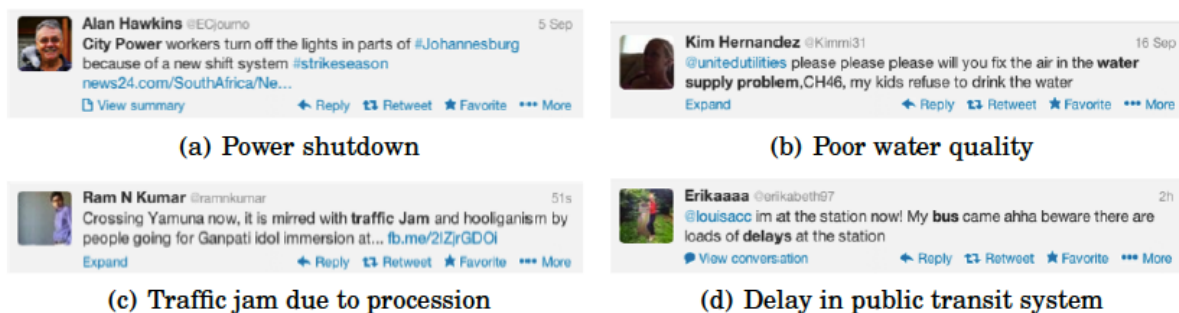 Alan Hawkins @ECjourno 5 Sep
City Power workers turn off the lights in parts of #Johannesburg
because of a new shift system #strikeseason
news24.com/SouthAfrica/Ne...
View summary Reply Retweet Favorite More
(a) Power shutdown
Kim Hernandez @Kimmi31 16 Sep
@unitedutilities please please please will you fix the air in the water
supply problem,CH46, my kids refuse to drink the water
Expand Reply Retweet Favorite More
(b) Poor water quality
Ram N Kumar @ramnkumar 51s
Crossing Yamuna now, it is mirred with traffic Jam and hooliganism by
people going for Ganpati idol immersion at... fb.me/2lZjrGDOi
Expand Reply Retweet Favorite More
(c) Traffic jam due to procession
Erikaaaa @eriikabeth97 2h
@louisacc im at the station now! My bus came ahha beware there are
loads of delays at the station
View conversation Reply Retweet Favorite More
(d) Delay in public transit system